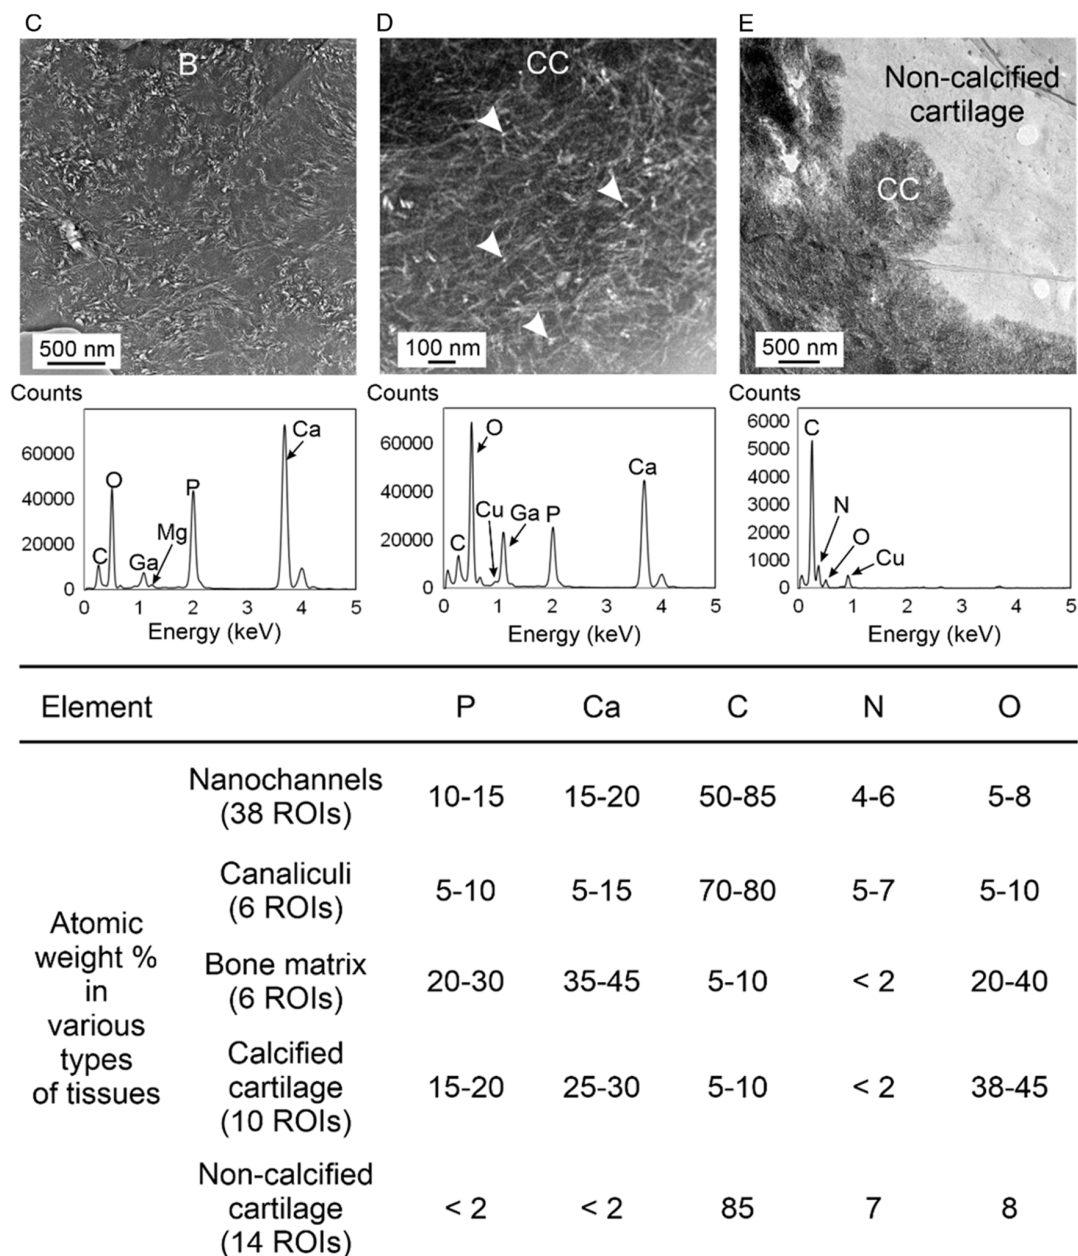 C
D
E
B
CC
Non-calcified
cartilage
CC
500 nm
100 nm
500 nm
Counts
60000
40000
20000
0
O
C
Ga
Mg
P
Ca
0 1 2 3 4 5
Energy (keV)
Counts
60000
40000
20000
0
O
Cu
C
Ga
P
Ca
0 1 2 3 4 5
Energy (keV)
Counts
6000
5000
4000
3000
2000
1000
0
C
N
O
Cu
0 1 2 3 4 5
Energy (keV)
Element P Ca C N O
Atomic
weight %
in
various
types
of tissues
Nanochannels
(38 ROIs)
10-15 15-20 50-85 4-6 5-8
Canaliculi
(6 ROIs)
5-10 5-15 70-80 5-7 5-10
Bone matrix
(6 ROIs)
20-30 35-45 5-10 < 2 20-40
Calcified
cartilage
(10 ROIs)
15-20 25-30 5-10 < 2 38-45
Non-calcified
cartilage
(14 ROIs)
< 2 < 2 85 7 8